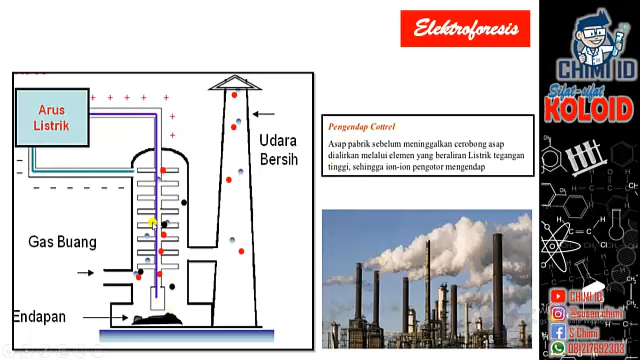 Elektroforesis
CHIMI ID
Sifat-sifat
KOLOID
Arus
Listrik
Udara
Bersih
Gas Buang
Endapan
Pengendap Cottrel
Asap pabrik sebelum meninggalkan cerobong asap
dialirkan melalui elemen yang beraliran Listrik tegangan
tinggi, sehingga ion-ion pengotor mengendap
CHIMI ID
@susan.chimi
S Chimi
081217692303